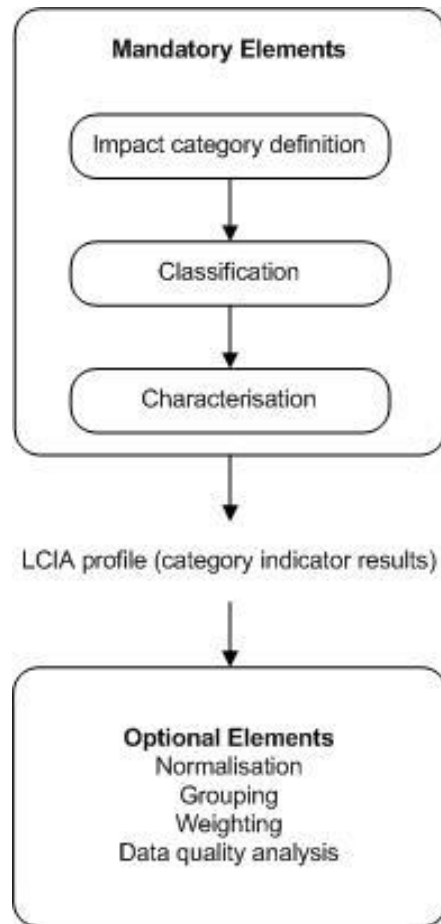 Mandatory Elements
Impact category definition
Classification
Characterisation
LCIA profile (category indicator results)
Optional Elements
Normalisation
Grouping
Weighting
Data quality analysis